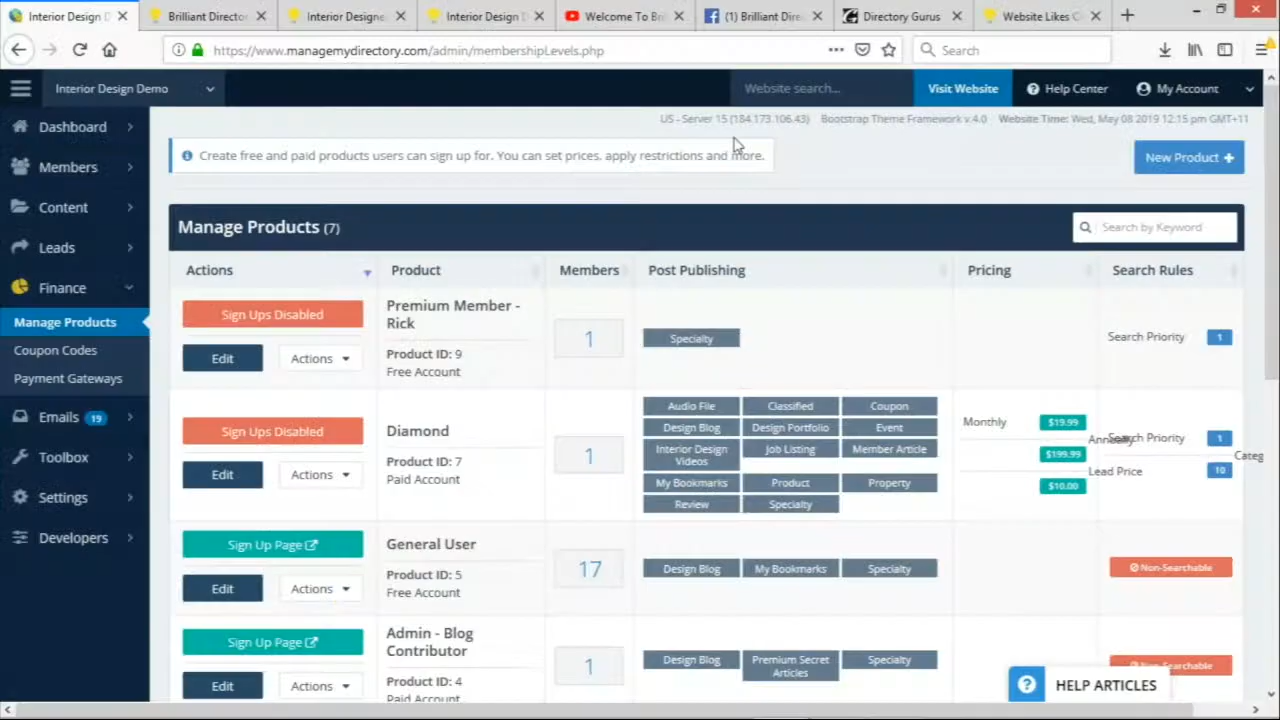 Interior Design D
Brilliant Directo
Interior Designe
Interior Design D
Welcome To Bri
(1) Brilliant Dire
Directory Gurus
Website Likes C
https://www.managemydirectory.com/admin/membershipLevels.php
Search
Interior Design Demo
Website search...
Visit Website
Help Center
My Account
US - Server 15 (184.173.106.43) Bootstrap Theme Framework v.4.0 Website Time: Wed, May 08 2019 12:15 pm GMT+11
Dashboard
Members
Content
Leads
Finance
Manage Products
Coupon Codes
Payment Gateways
Emails 19
Toolbox
Settings
Developers
Create free and paid products users can sign up for. You can set prices, apply restrictions and more.
New Product +
Manage Products (7)
Search by Keyword
Actions Product Members Post Publishing Pricing Search Rules
Sign Ups Disabled
Edit Actions
Premium Member -
Rick
Product ID: 9
Free Account
1
Specialty
Search Priority 1
Sign Ups Disabled
Edit Actions
Diamond
Product ID: 7
Paid Account
1
Audio File Classified Coupon
Design Blog Design Portfolio Event
Interior Design
Videos
Job Listing Member Article
My Bookmarks Product Property
Review Specialty
Monthly $19.99
Annually
$199.99
Lead Price
$10.00
Search Priority 1
Categ
10
Sign Up Page
Edit Actions
General User
Product ID: 5
Free Account
17
Design Blog My Bookmarks Specialty
Non-Searchable
Sign Up Page
Edit Actions
Admin - Blog
Contributor
Product ID: 4
Paid Account
1
Design Blog
Premium Secret
Articles
Specialty
Non-Searchable
? HELP ARTICLES